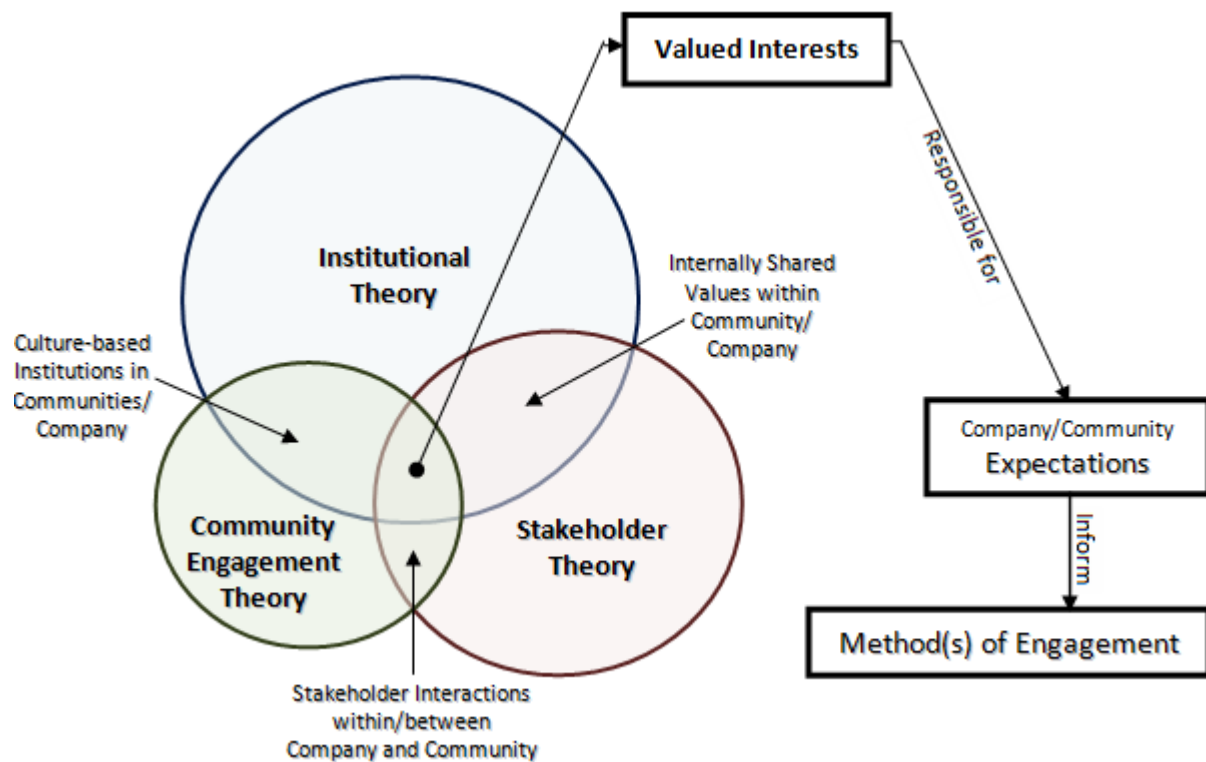 Valued Interests
Responsible for
Institutional
Theory
Internally Shared
Values within
Community/
Company
Culture-based
Institutions in
Communities/
Company
Company/Community
Expectations
Community
Engagement
Theory
Stakeholder
Theory
Inform
Method(s) of Engagement
Stakeholder Interactions
within/between
Company and Community